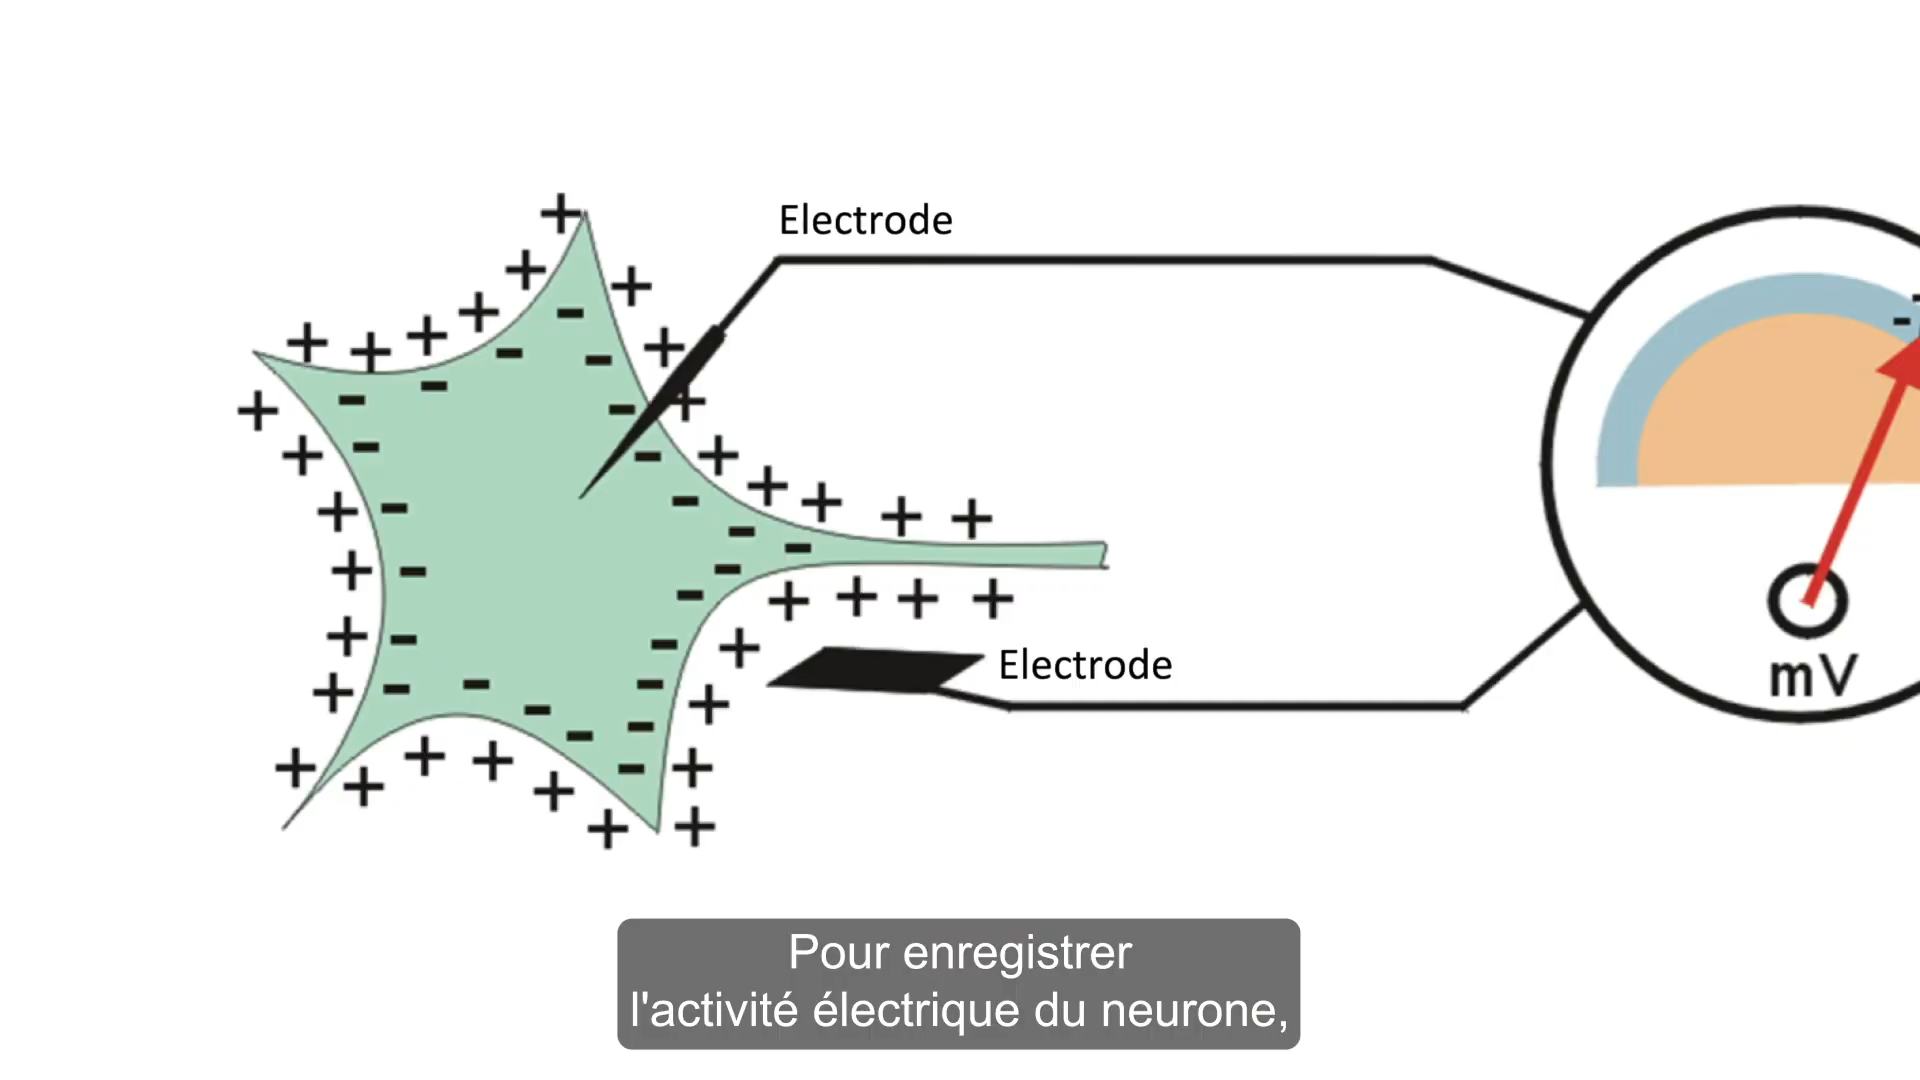 Electrode
Electrode
mV
Pour enregistrer
l'activité électrique du neurone,